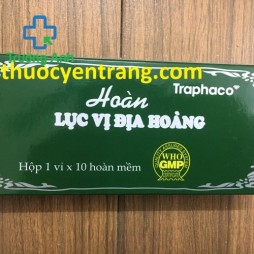 thuocyentrang.com
Traphaco
Hoàn
LỤC VỊ ĐỊA HOÀNG
Hộp 1 vỉ x 10 hoàn mềm
WHO
GMP